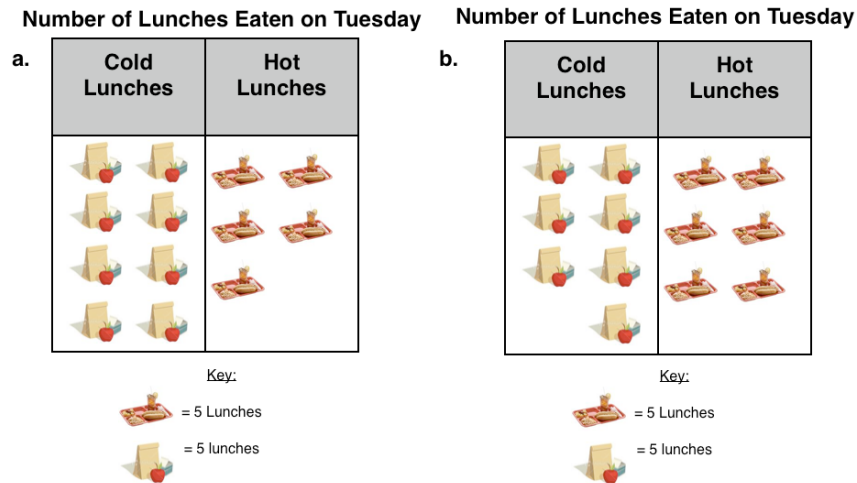 Number of Lunches Eaten on Tuesday
a.
Cold
Lunches
Hot
Lunches
Key:
= 5 Lunches
= 5 lunches
Number of Lunches Eaten on Tuesday
b.
Cold
Lunches
Hot
Lunches
Key:
= 5 Lunches
= 5 lunches